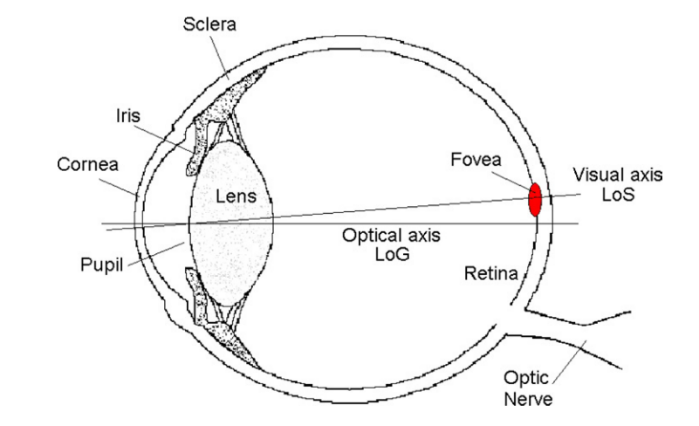 Sclera
Iris
Cornea
Fovea
Visual axis
LoS
Lens
Optical axis
LoG
Pupil
Retina
Optic
Nerve